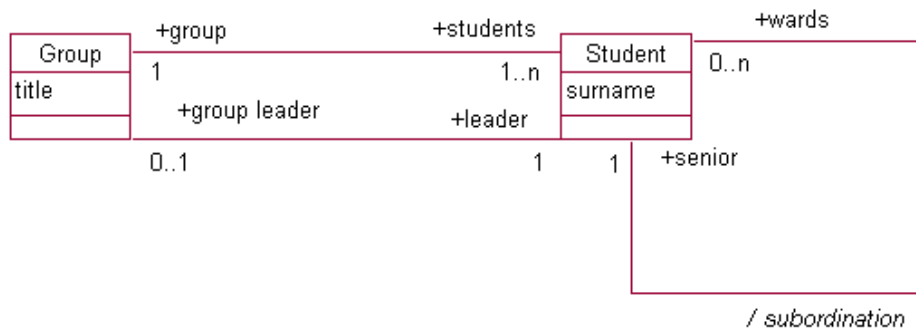 +wards
+group
+students
Group
Student
1
1..n
0..n
title
surname
+group leader
+leader
+senior
0..1
1
1
/ subordination